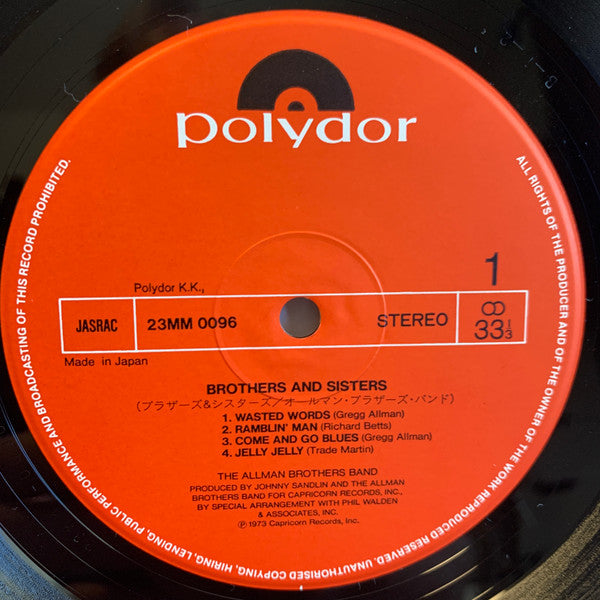 polydor
1
Polydor K.K.,
JASRAC
23MM 0096
STEREO
33 1/3
Made in Japan
BROTHERS AND SISTERS
(ブラザーズ&シスターズ/オールマン・ブラザーズ・バンド)
1. WASTED WORDS (Gregg Allman)
2. RAMBLIN' MAN (Richard Betts)
3. COME AND GO BLUES (Gregg Allman)
4. JELLY JELLY (Trade Martin)
THE ALLMAN BROTHERS BAND
PRODUCED BY JOHNNY SANDLIN AND THE ALLMAN
BROTHERS BAND FOR CAPRICORN RECORDS, INC.,
BY SPECIAL ARRANGEMENT WITH PHIL WALDEN
& ASSOCIATES, INC.
℗1973 Capricorn Records, Inc.
ALL RIGHTS OF THE PRODUCER AND OF THE OWNER OF THE WORK REPRODUCED RESERVED. UNAUTHORISED COPYING, HIRING, LENDING, PUBLIC PERFORMANCE AND BROADCASTING OF THIS RECORD PROHIBITED.